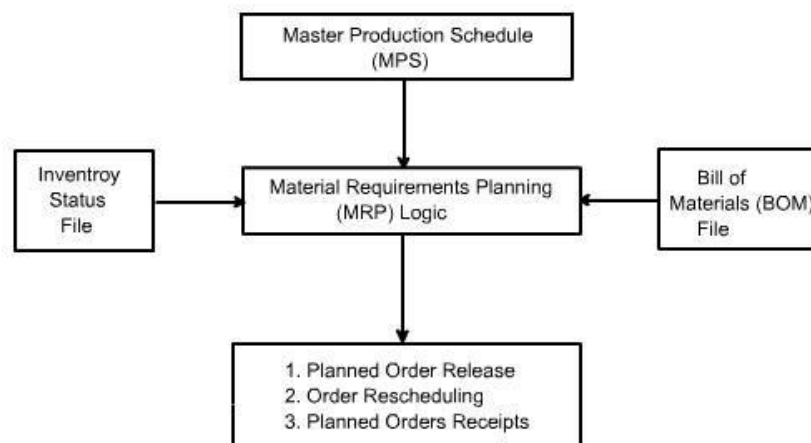 Master Production Schedule
(MPS)
Inventroy
Status
File
Material Requirements Planning
(MRP) Logic
Bill of
Materials (BOM)
File
1. Planned Order Release
2. Order Rescheduling
3. Planned Orders Receipts